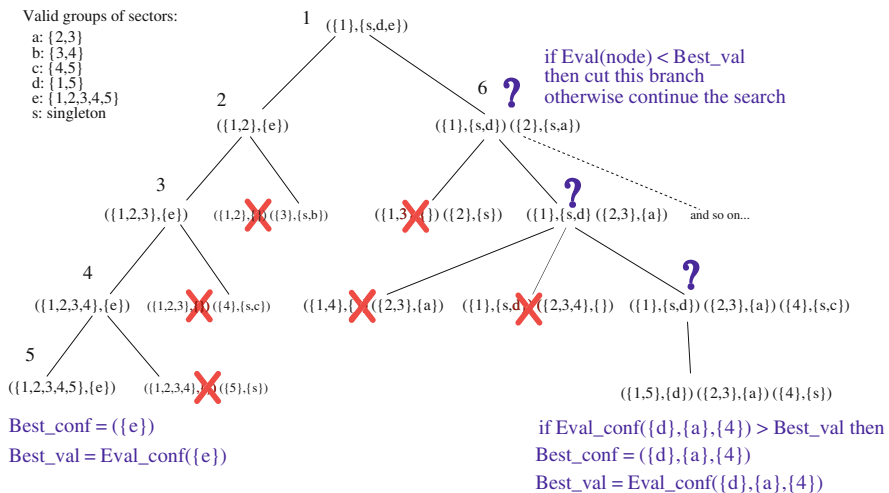 Valid groups of sectors:
a: {2,3}
b: {3,4}
c: {4,5}
d: {1,5}
e: {1,2,3,4,5}
s: singleton
1
({1},{s,d,e})
if Eval(node) < Best_val
then cut this branch
otherwise continue the search
2
6
?
({1,2},{e})
({1},{s,d}) ({2},{s,a})
3
?
({1,2,3},{e})
({1,2},{}) ({3},{s,b})
({1,3},{}) ({2},{s})
({1},{s,d} ({2,3},{a})
and so on...
4
?
({1,2,3,4},{e})
({1,2,3},{}) ({4},{s,c})
({1,4},{}) ({2,3},{a})
({1},{s,d}) ({2,3,4},{})
({1},{s,d}) ({2,3},{a}) ({4},{s,c})
5
({1,2,3,4,5},{e})
({1,2,3,4},{}) ({5},{s})
({1,5},{d}) ({2,3},{a}) ({4},{s})
Best_conf = ({e})
Best_val = Eval_conf({e})
if Eval_conf({d},{a},{4}) > Best_val then
Best_conf = ({d},{a},{4})
Best_val = Eval_conf({d},{a},{4})